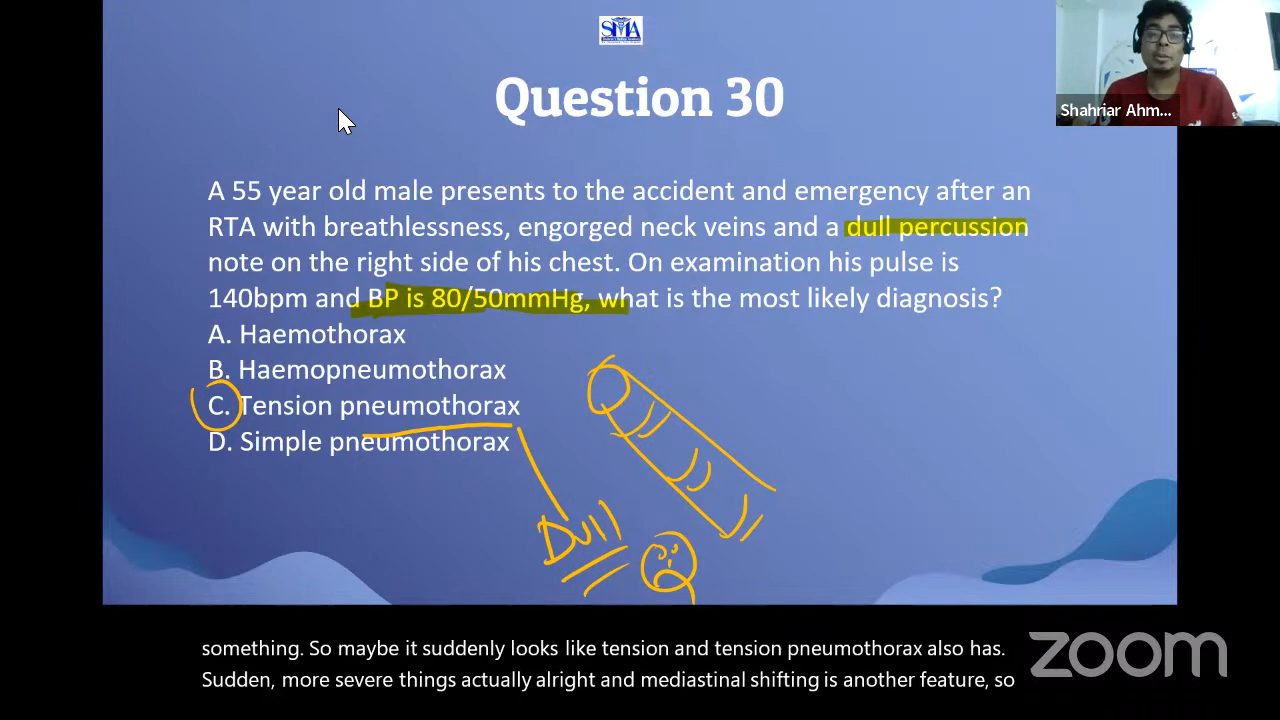 SMA
Question 30
Shahriar Ahm...
A 55 year old male presents to the accident and emergency after an
RTA with breathlessness, engorged neck veins and a dull percussion
note on the right side of his chest. On examination his pulse is
140bpm and BP is 80/50mmHg, what is the most likely diagnosis?
A. Haemothorax
B. Haemopneumothorax
C. Tension pneumothorax
D. Simple pneumothorax
Dull
something. So maybe it suddenly looks like tension and tension pneumothorax also has.
Sudden, more severe things actually alright and mediastinal shifting is another feature, so
zoom